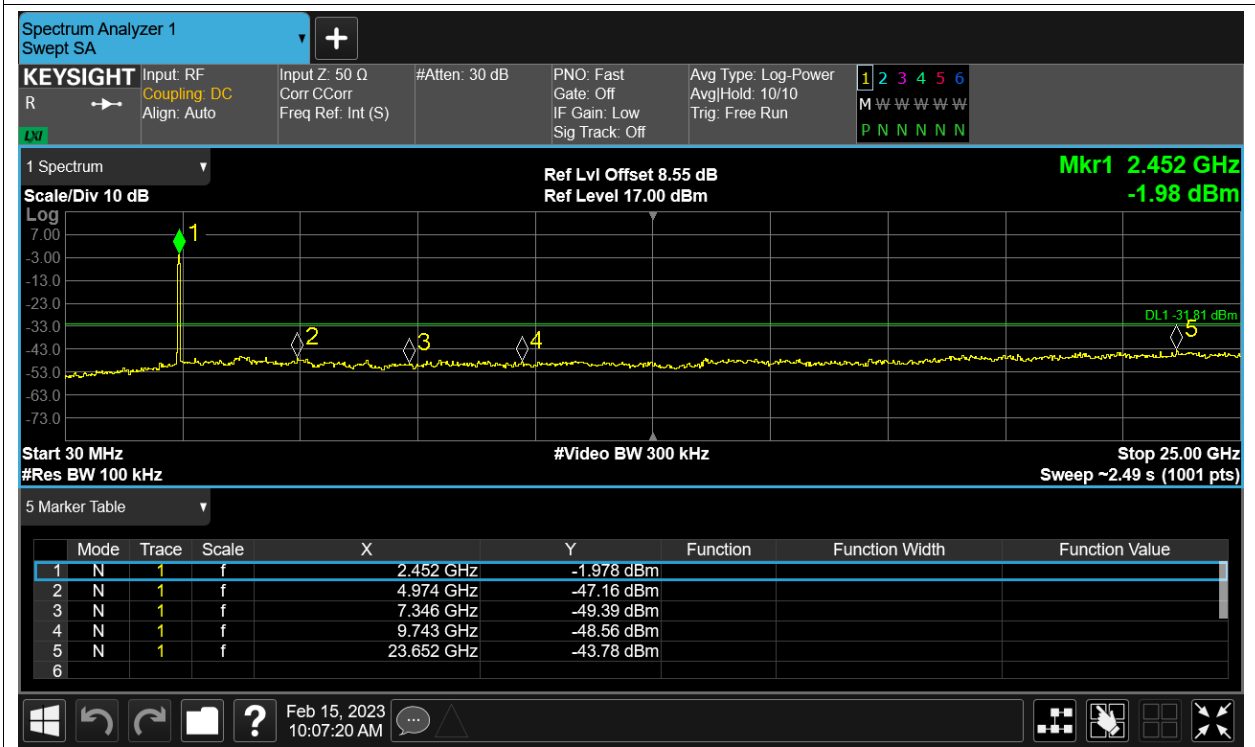 Spectrum Analyzer 1
Swept SA
KEYSIGHT
R
LXI
Input: RF
Coupling: DC
Align: Auto
Input Z: 50 Ω
Corr CCorr
Freq Ref: Int (S)
#Atten: 30 dB
PNO: Fast
Gate: Off
IF Gain: Low
Sig Track: Off
Avg Type: Log-Power
Avg|Hold: 10/10
Trig: Free Run
1 2 3 4 5 6
M W W W W W
P N N N N N
1 Spectrum
Scale/Div 10 dB
Ref Lvl Offset 8.55 dB
Ref Level 17.00 dBm
Mkr1 2.452 GHz
-1.98 dBm
Log
7.00
-3.00
-13.0
-23.0
-33.0
-43.0
-53.0
-63.0
-73.0
1
2
3
4
5
DL1 -31.81 dBm
Start 30 MHz
#Video BW 300 kHz
Stop 25.00 GHz
#Res BW 100 kHz
Sweep ~2.49 s (1001 pts)
5 Marker Table
Mode Trace Scale X Y Function Function Width Function Value
1 N 1 f 2.452 GHz -1.978 dBm
2 N 1 f 4.974 GHz -47.16 dBm
3 N 1 f 7.346 GHz -49.39 dBm
4 N 1 f 9.743 GHz -48.56 dBm
5 N 1 f 23.652 GHz -43.78 dBm
6
?
Feb 15, 2023
10:07:20 AM